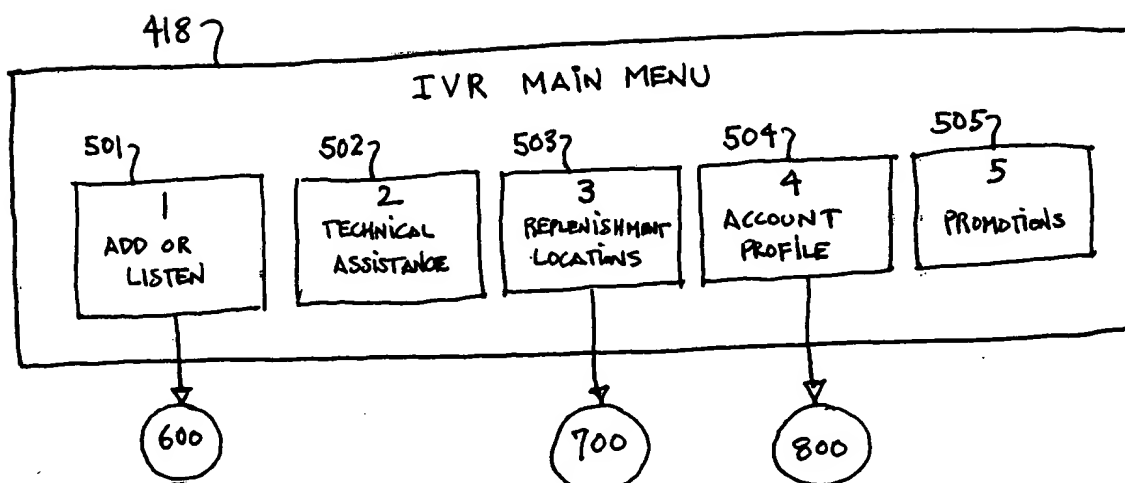 418
IVR MAIN MENU
501
1
ADD OR
LISTEN
502
2
TECHNICAL
ASSISTANCE
503
3
REPLENISHMENT
LOCATIONS
504
4
ACCOUNT
PROFILE
505
5
PROMOTIONS
600
700
800